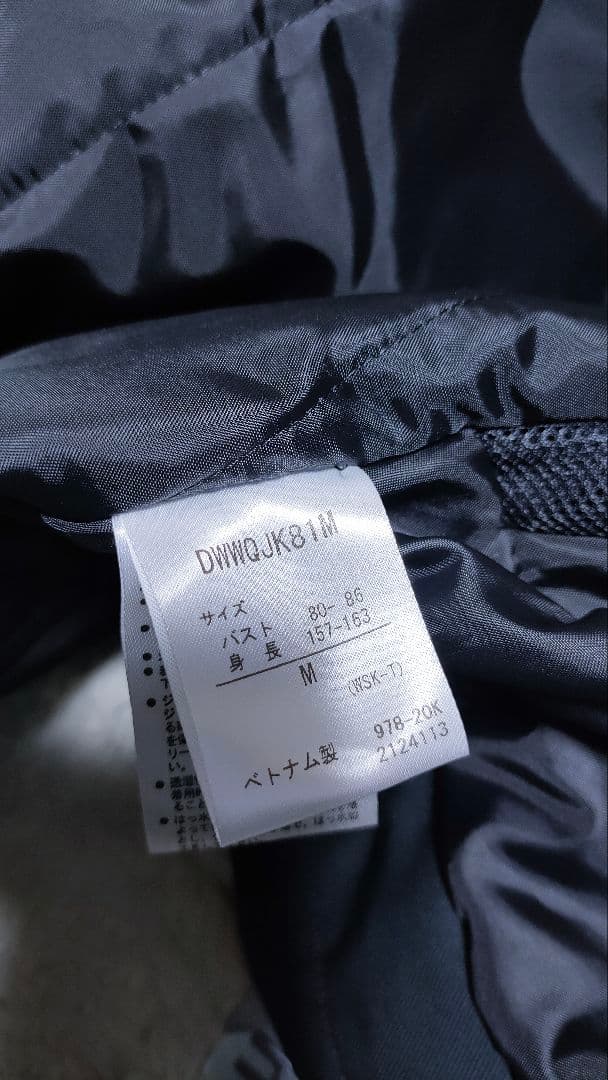 DWWQJK81M
サイズ
バスト 80- 86
身 長 157-163
M
(WSK-T)
978-20K
ベトナム製 2124113